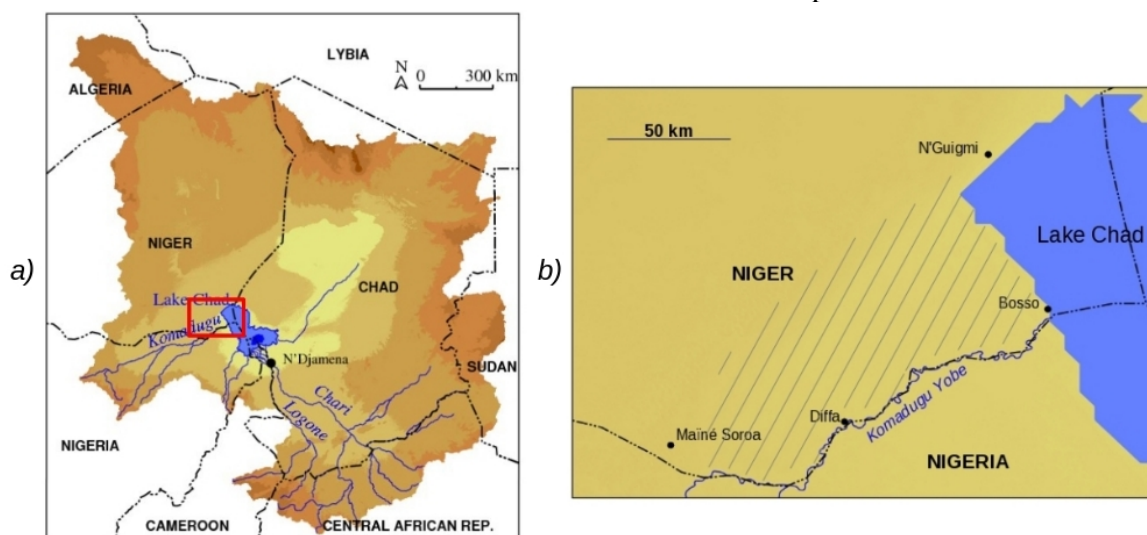 a)
LYBIA
ALGERIA
N
0 300 km
NIGER
CHAD
Lake Chad
Komadugu
N'Djamena
SUDAN
Chari
Logone
NIGERIA
CAMEROON
CENTRAL AFRICAN REP.
b)
50 km
N'Guigmi
Lake Chad
NIGER
Bosso
Diffa
Komadugu Yobe
Maïné Soroa
NIGERIA